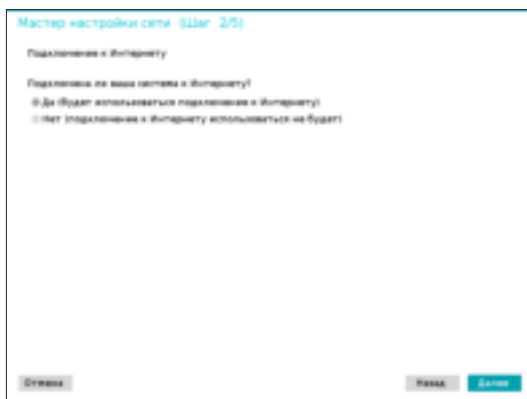 Мастер настройки сети (Шаг 2/5)
Подключение к Интернету
Подключена ли ваша система к Интернету?
Да (будет использоваться подключение к Интернету)
Нет (подключение к Интернету использоваться не будет)
Отмена
Назад
Далее